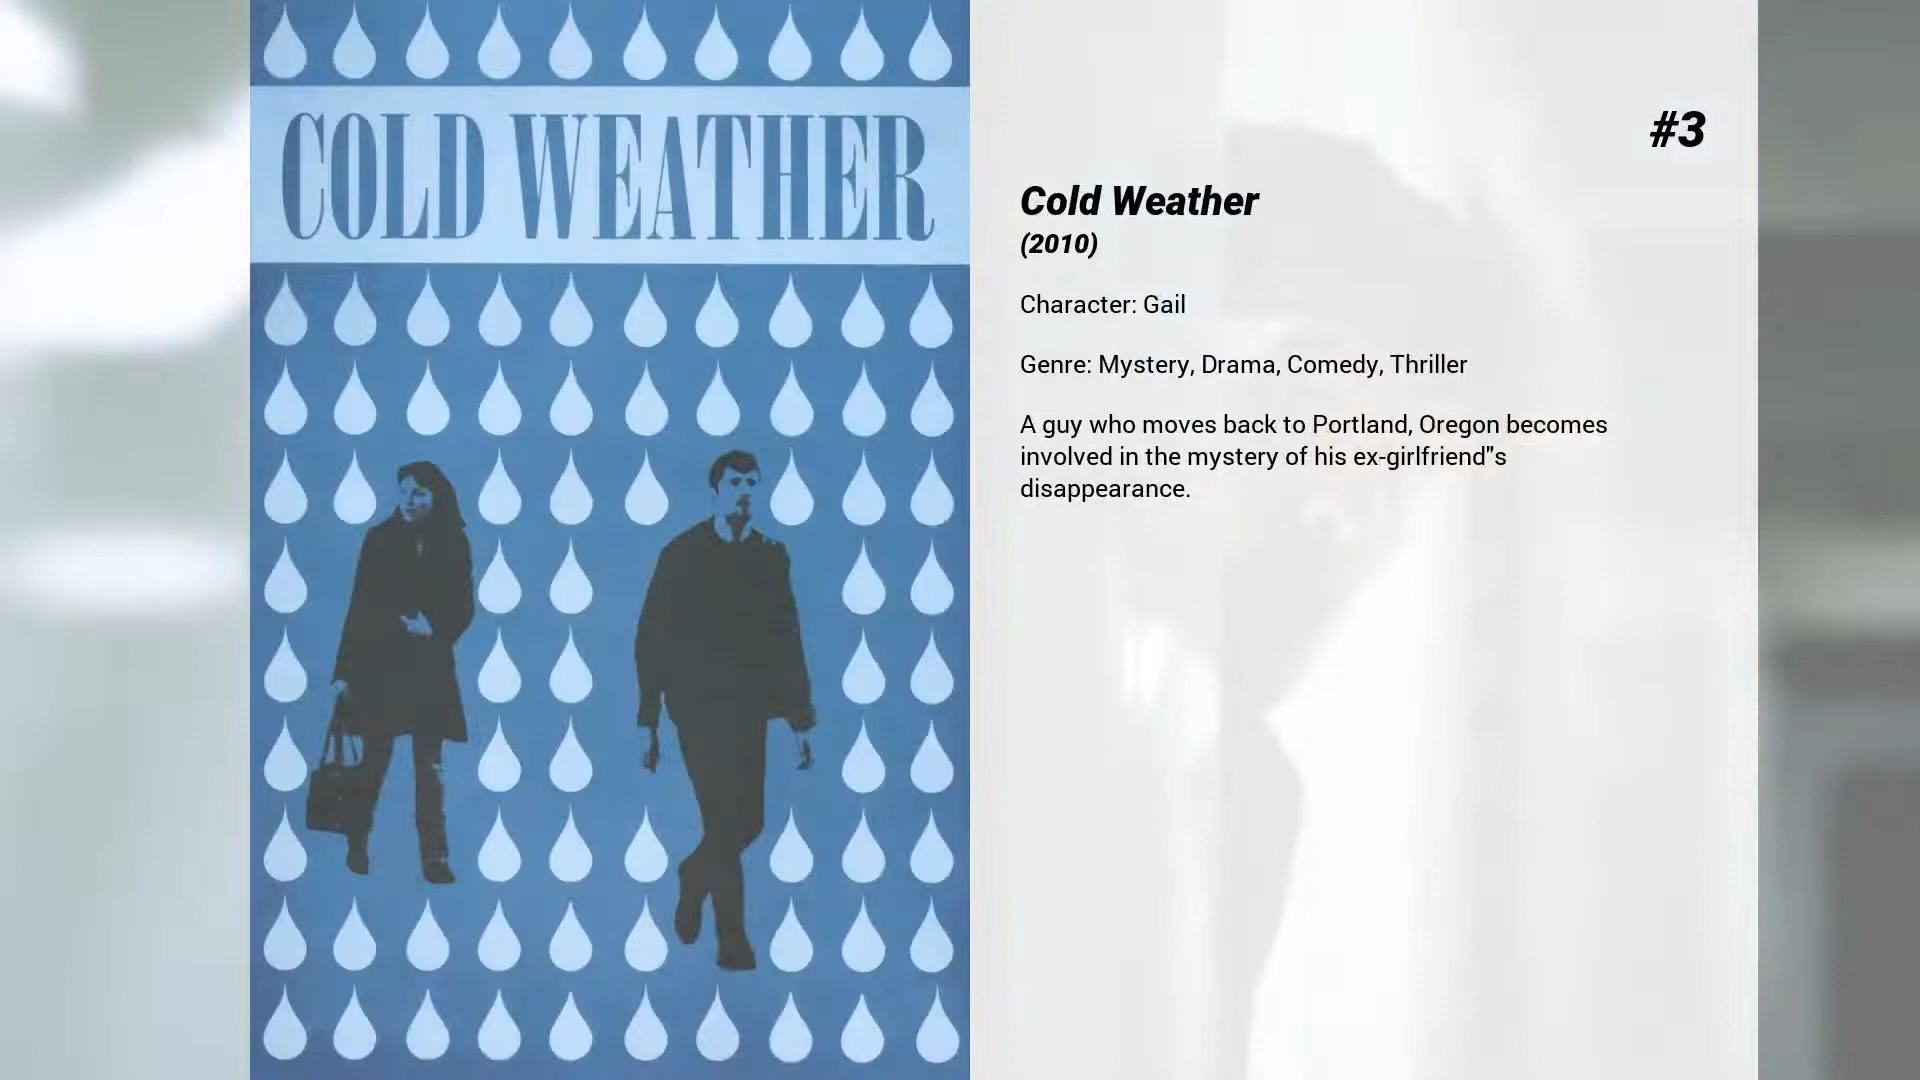 COLD WEATHER
#3
Cold Weather
(2010)
Character: Gail
Genre: Mystery, Drama, Comedy, Thriller
A guy who moves back to Portland, Oregon becomes
involved in the mystery of his ex-girlfriend"s
disappearance.